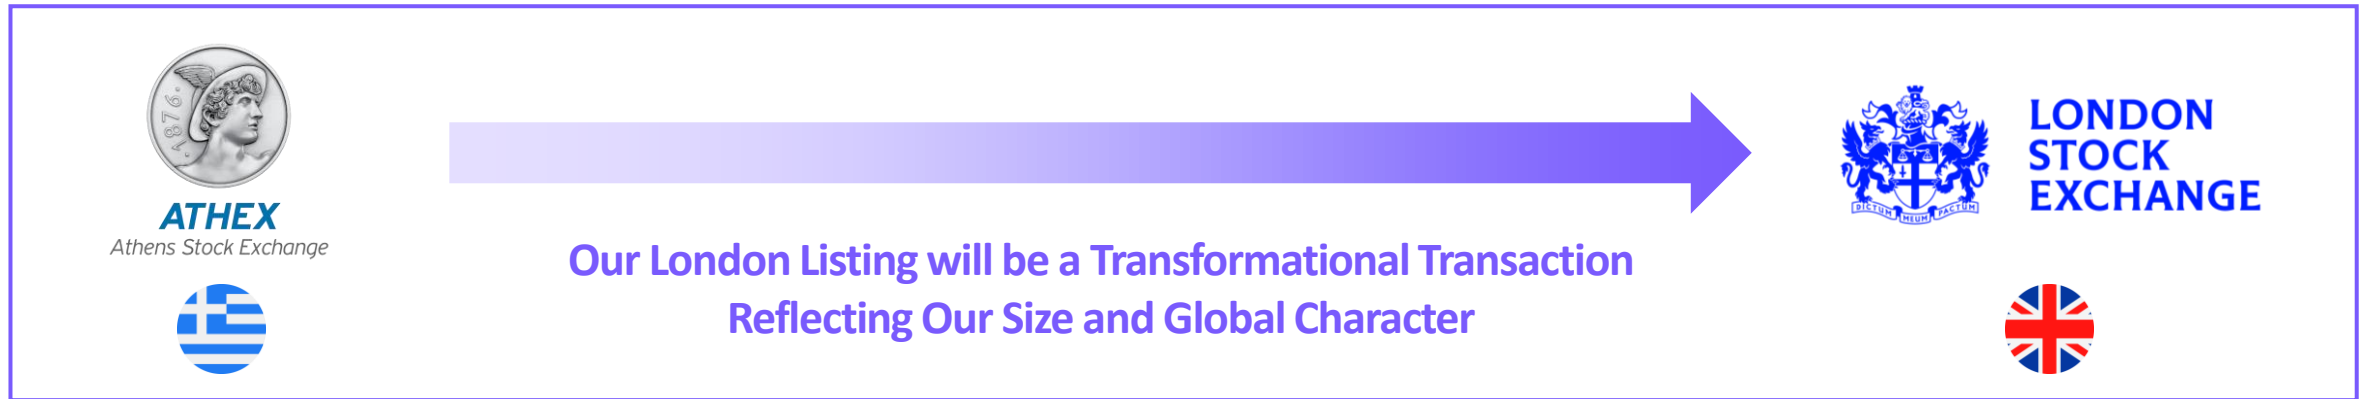 ·1876·
ATHEX
Athens Stock Exchange
Our London Listing will be a Transformational Transaction
Reflecting Our Size and Global Character
LONDON
STOCK
EXCHANGE
DICTUM MEUM PACTUM